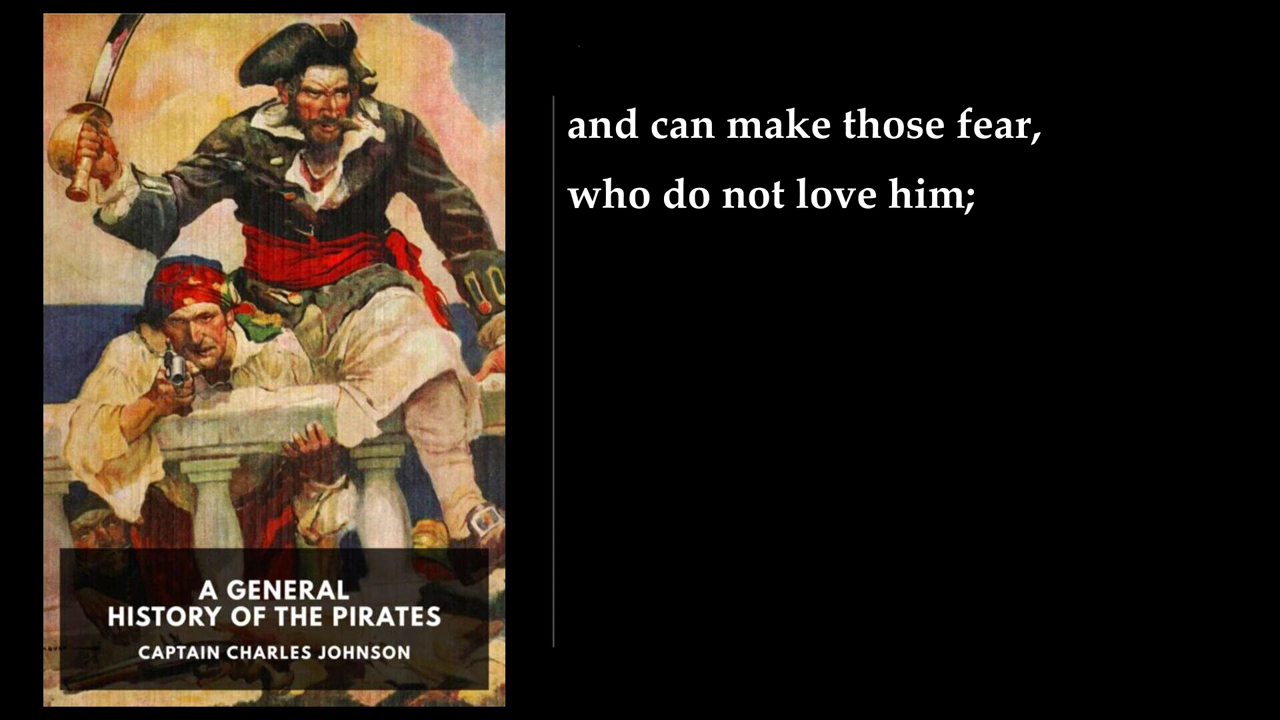 and can make those fear,
who do not love him;
A GENERAL
HISTORY OF THE PIRATES
CAPTAIN CHARLES JOHNSON